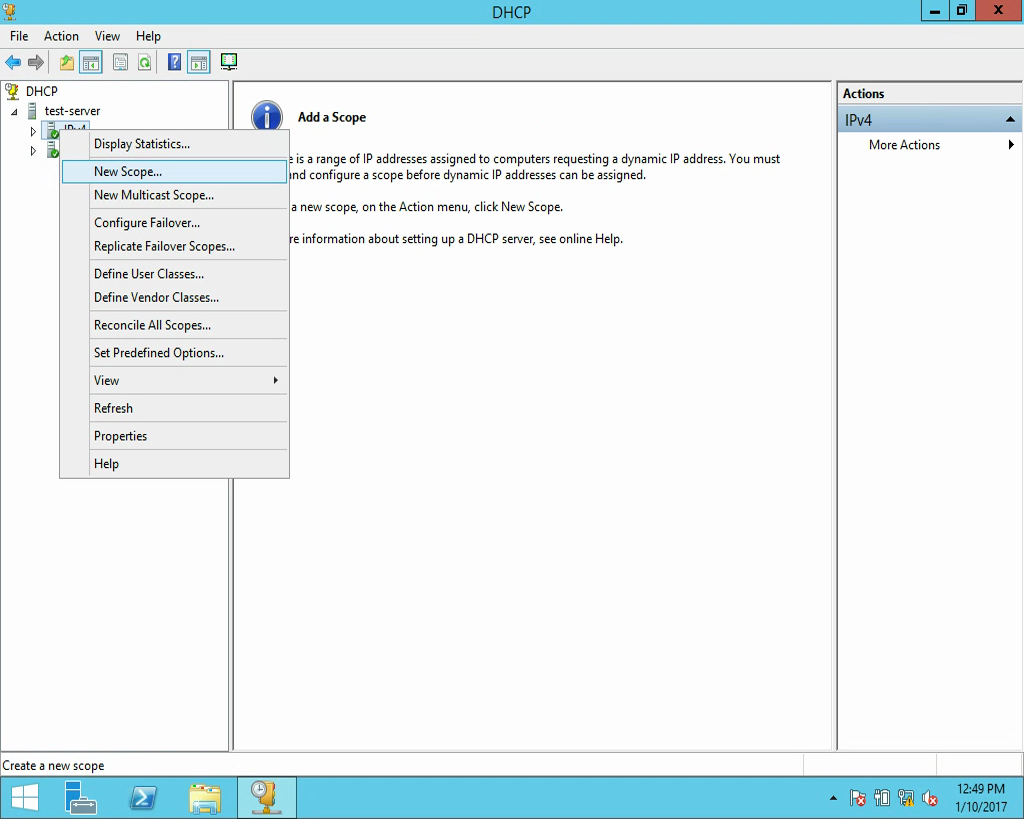 DHCP
File Action View Help
DHCP
test-server
IPv4
Display Statistics...
New Scope...
New Multicast Scope...
Configure Failover...
Replicate Failover Scopes...
Define User Classes...
Define Vendor Classes...
Reconcile All Scopes...
Set Predefined Options...
View
Refresh
Properties
Help
Add a Scope
e is a range of IP addresses assigned to computers requesting a dynamic IP address. You must
and configure a scope before dynamic IP addresses can be assigned.
a new scope, on the Action menu, click New Scope.
re information about setting up a DHCP server, see online Help.
Actions
IPv4
More Actions
Create a new scope
12:49 PM
1/10/2017